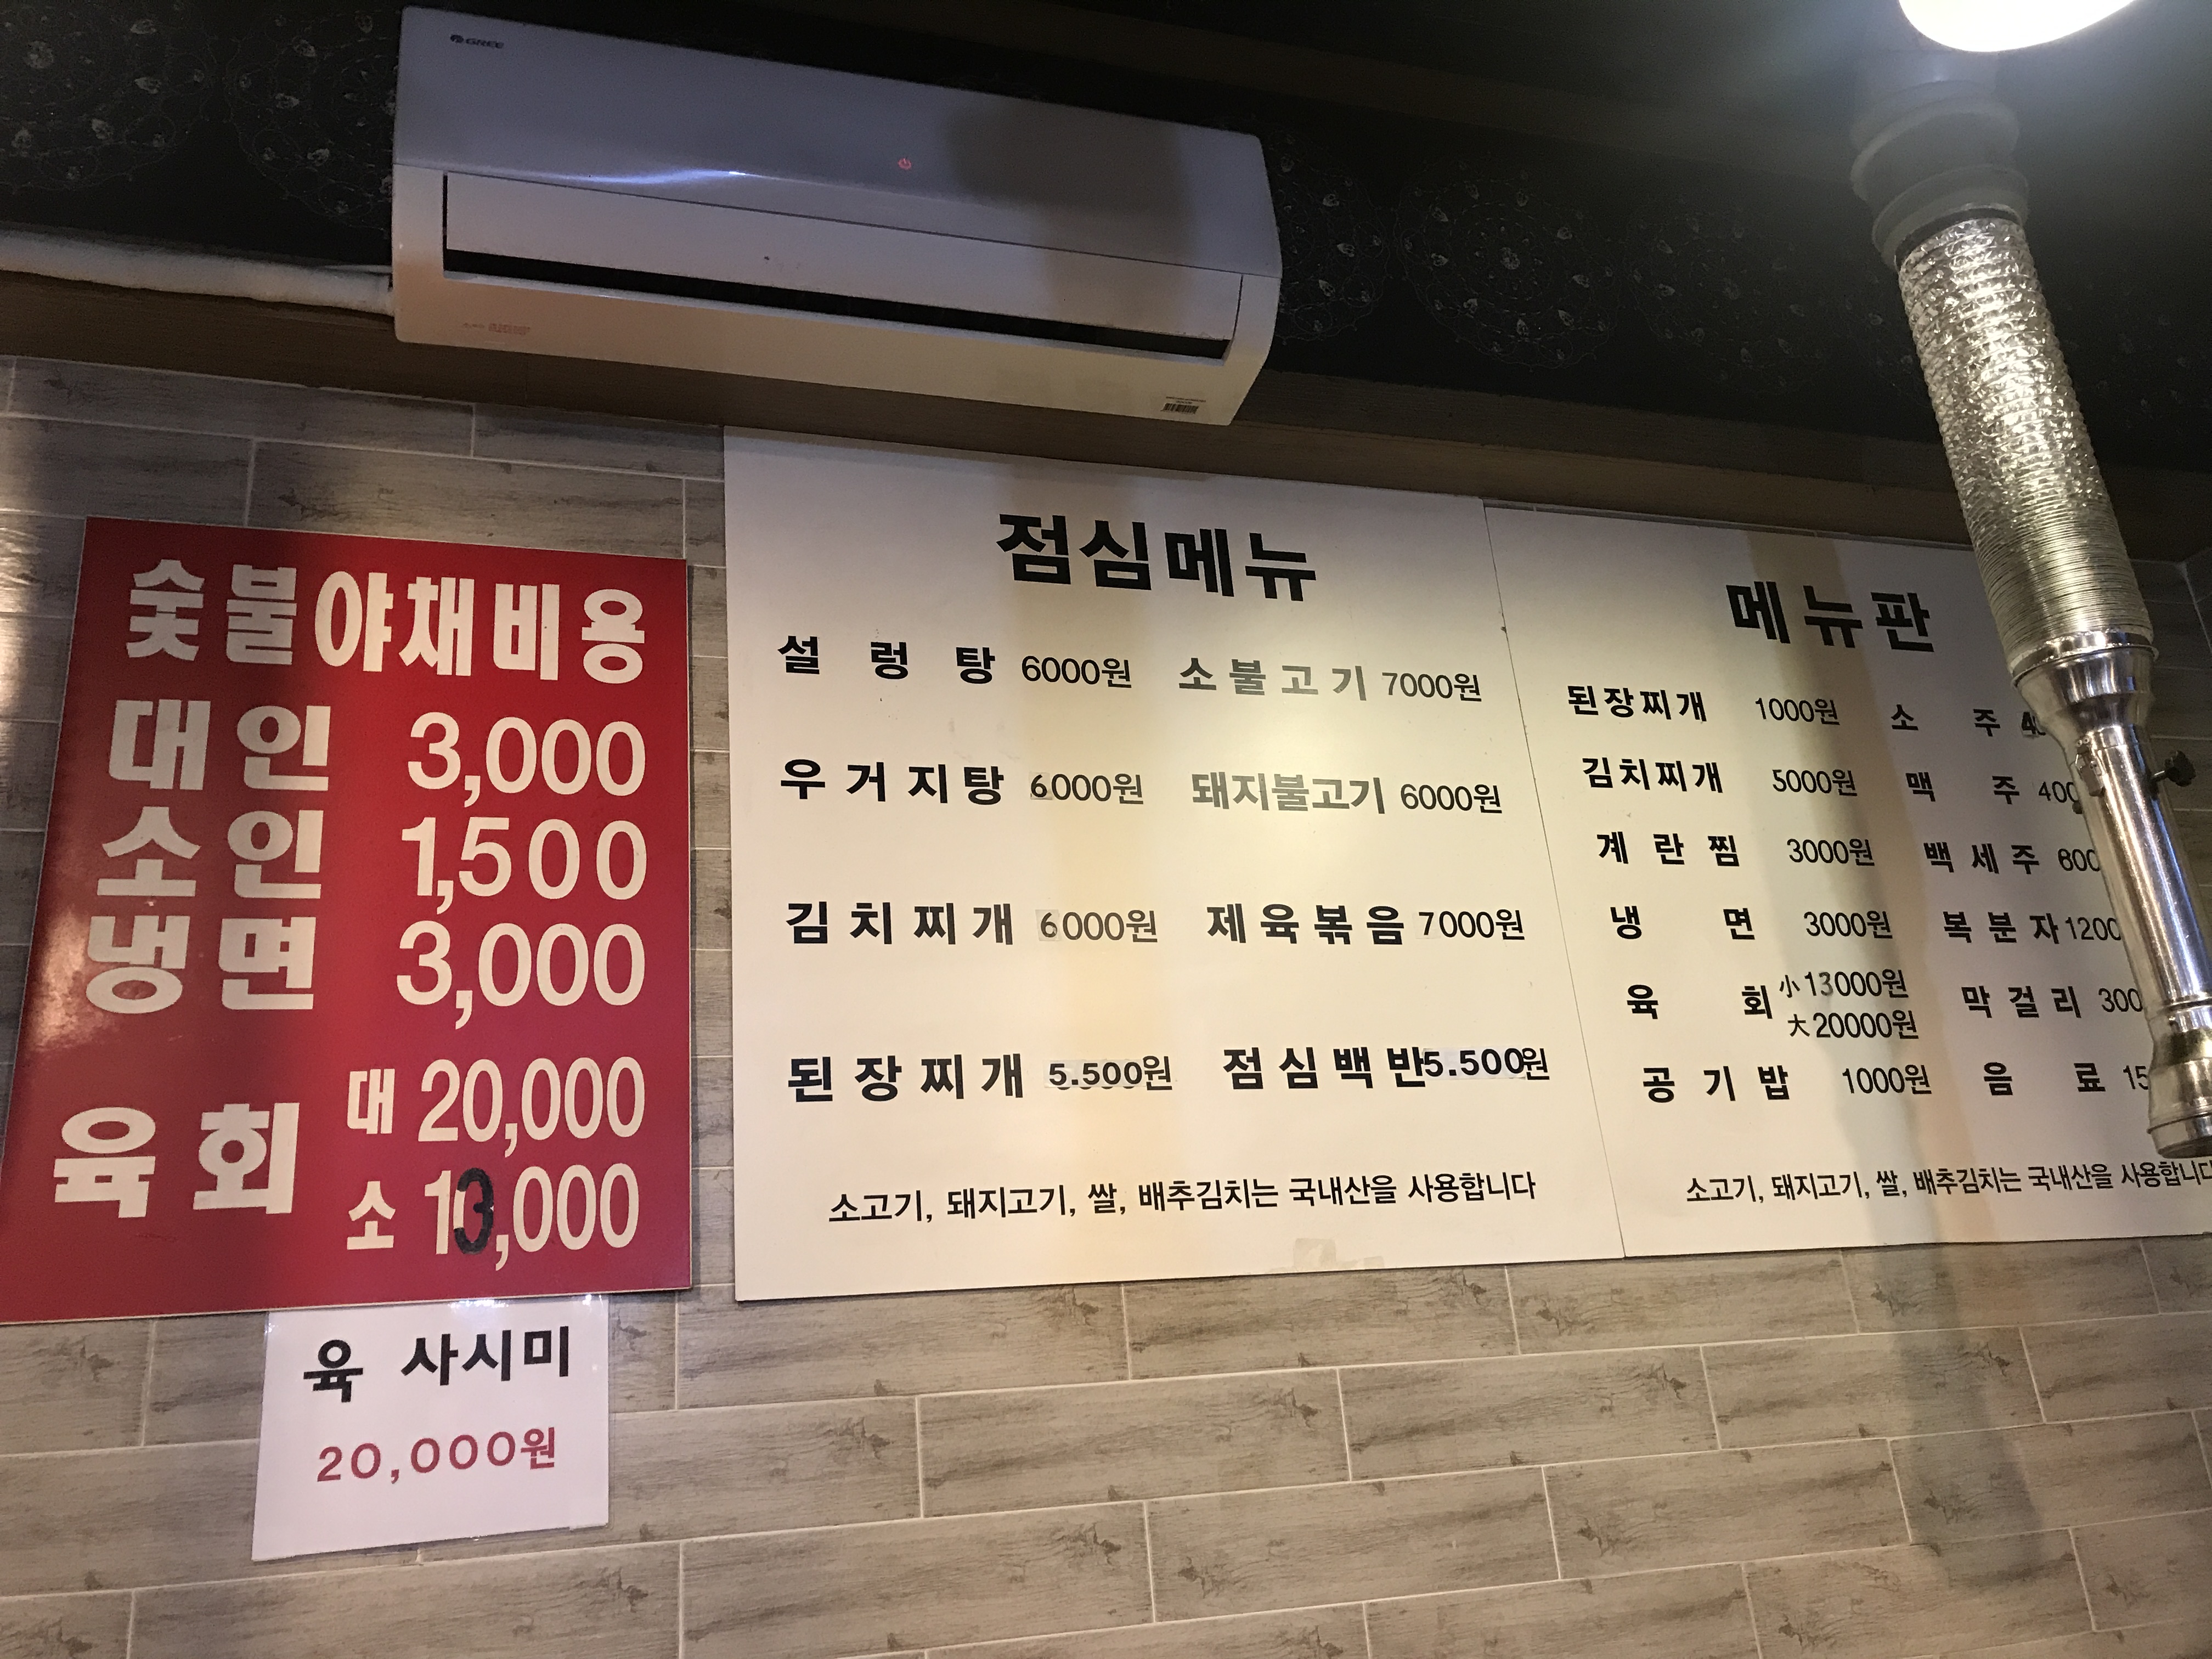 GREE
숯불야채비용
대인 3,000
소인 1,500
냉면 3,000
육회 대 20,000
소 13,000
육 사시미
20,000원
점심메뉴
설렁탕 6000원 소불고기 7000원
우거지탕 6000원 돼지불고기 6000원
김치찌개 6000원 제육볶음 7000원
된장찌개 5.500원 점심백반 5.500원
소고기, 돼지고기, 쌀, 배추김치는 국내산을 사용합니다
메뉴판
된장찌개 1000원 소주
김치찌개 5000원 맥주 400
계란찜 3000원 백세주 600
냉면 3000원 복분자 1200
육회 小 13000원 막걸리 300
大 20000원
공기밥 1000원 음료 15
소고기, 돼지고기, 쌀, 배추김치는 국내산을 사용합니다